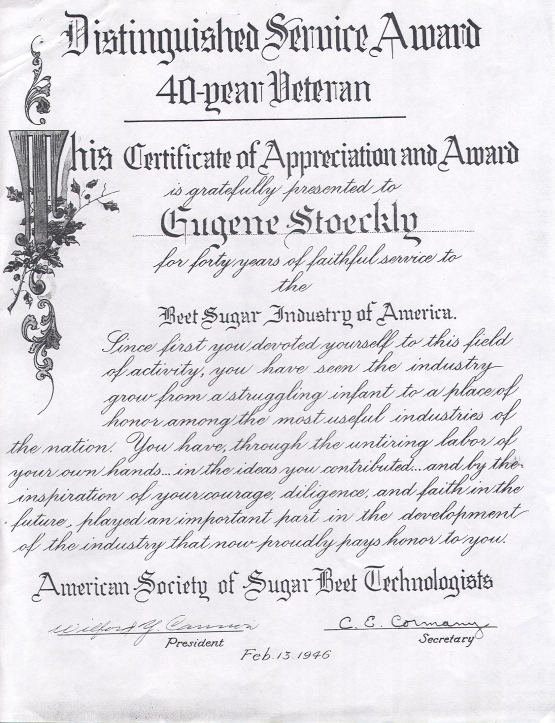 Distinguished Service Award
40-year Veteran
This Certificate of Appreciation and Award
is gratefully presented to
Eugene Stoeckly
for forty years of faithful service to
the
Beet Sugar Industry of America.
Since first you devoted yourself to this field
of activity, you have seen the industry
grow from a struggling infant to a place of
honor among the most useful industries of
the nation. You have, through the untiring labor of
your own hands... in the ideas you contributed... and by the
inspiration of your courage, diligence, and faith in the
future, played an important part in the development
of the industry that now proudly pays honor to you.
American Society of Sugar Beet Technologists
Wilford Y. Cannon C. E. Cormany
President Secretary
Feb. 13. 1946